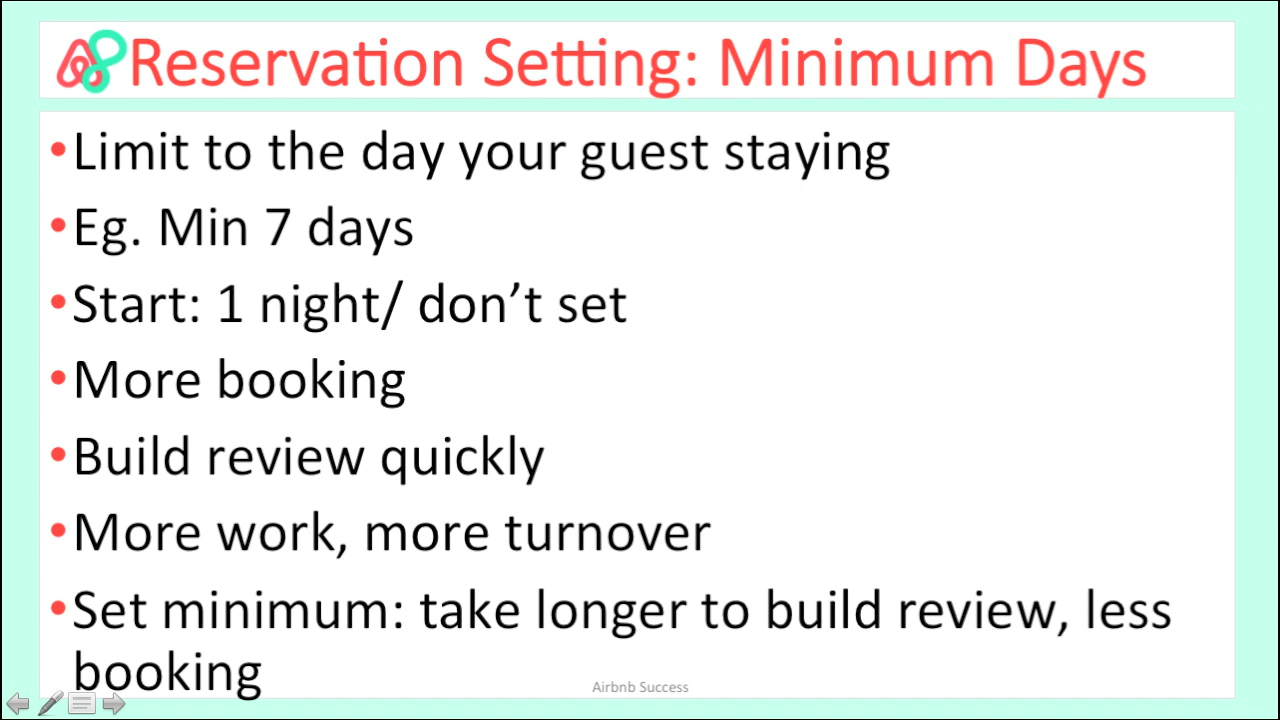 Reservation Setting: Minimum Days
•Limit to the day your guest staying
•Eg. Min 7 days
•Start: 1 night/ don’t set
•More booking
•Build review quickly
•More work, more turnover
•Set minimum: take longer to build review, less
booking
Airbnb Success